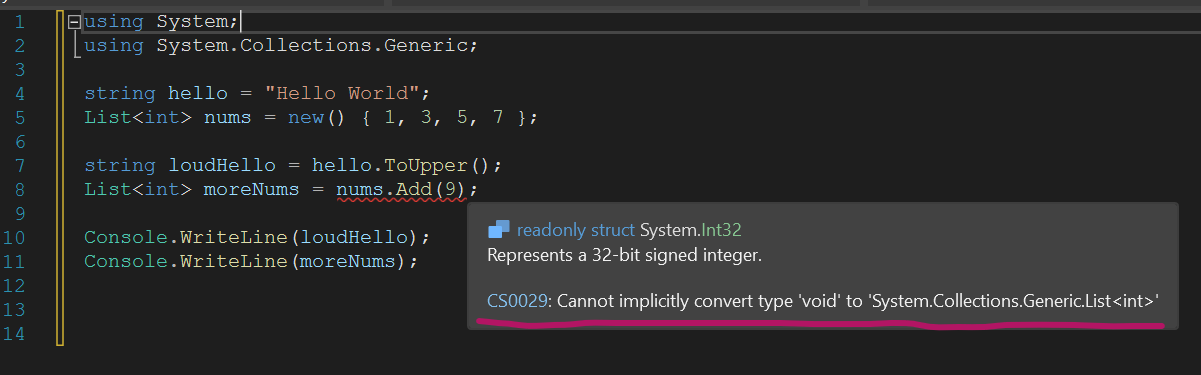 1 using System;
2 using System.Collections.Generic;
3
4 string hello = "Hello World";
5 List<int> nums = new() { 1, 3, 5, 7 };
6
7 string loudHello = hello.ToUpper();
8 List<int> moreNums = nums.Add(9);
9
readonly struct System.Int32
10 Console.WriteLine(loudHello);
Represents a 32-bit signed integer.
11 Console.WriteLine(moreNums);
12
CS0029: Cannot implicitly convert type 'void' to 'System.Collections.Generic.List<int>'
13
14